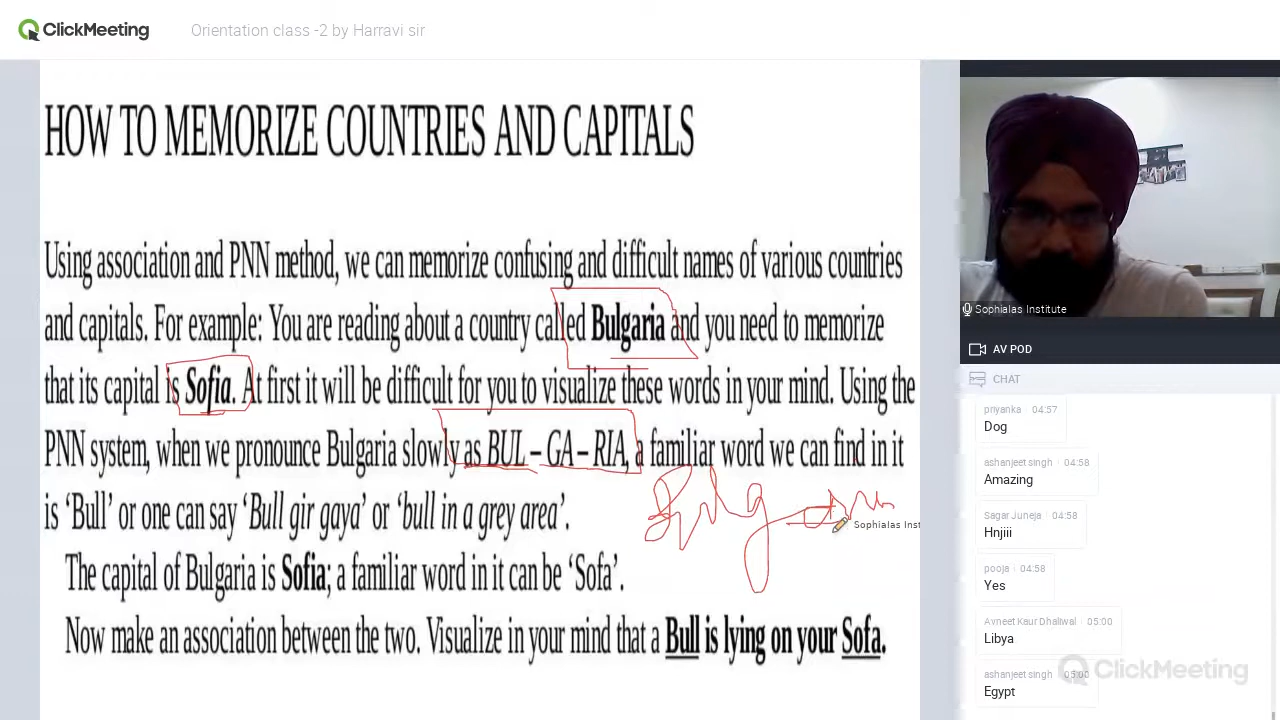 ClickMeeting
Orientation class -2 by Harravi sir
HOW TO MEMORIZE COUNTRIES AND CAPITALS
Using association and PNN method, we can memorize confusing and difficult names of various countries
and capitals. For example: You are reading about a country called Bulgaria and you need to memorize
that its capital is Sofia. At first it will be difficult for you to visualize these words in your mind. Using the
PNN system, when we pronounce Bulgaria slowly as BUL – GA – RIA, a familiar word we can find in it
is ‘Bull’ or one can say ‘Bull gir gaya’ or ‘bull in a grey area’.
Sophialas Inst
The capital of Bulgaria is Sofia; a familiar word in it can be ‘Sofa’.
Now make an association between the two. Visualize in your mind that a Bull is lying on your Sofa.
Sophialas Institute
AV POD
CHAT
priyanka 04:57
Dog
ashanjeet singh 04:58
Amazing
Sagar Juneja 04:58
Hnjiii
pooja 04:58
Yes
Avneet Kaur Dhaliwal 05:00
Libya
ashanjeet singh 05:00
Egypt
ClickMeeting